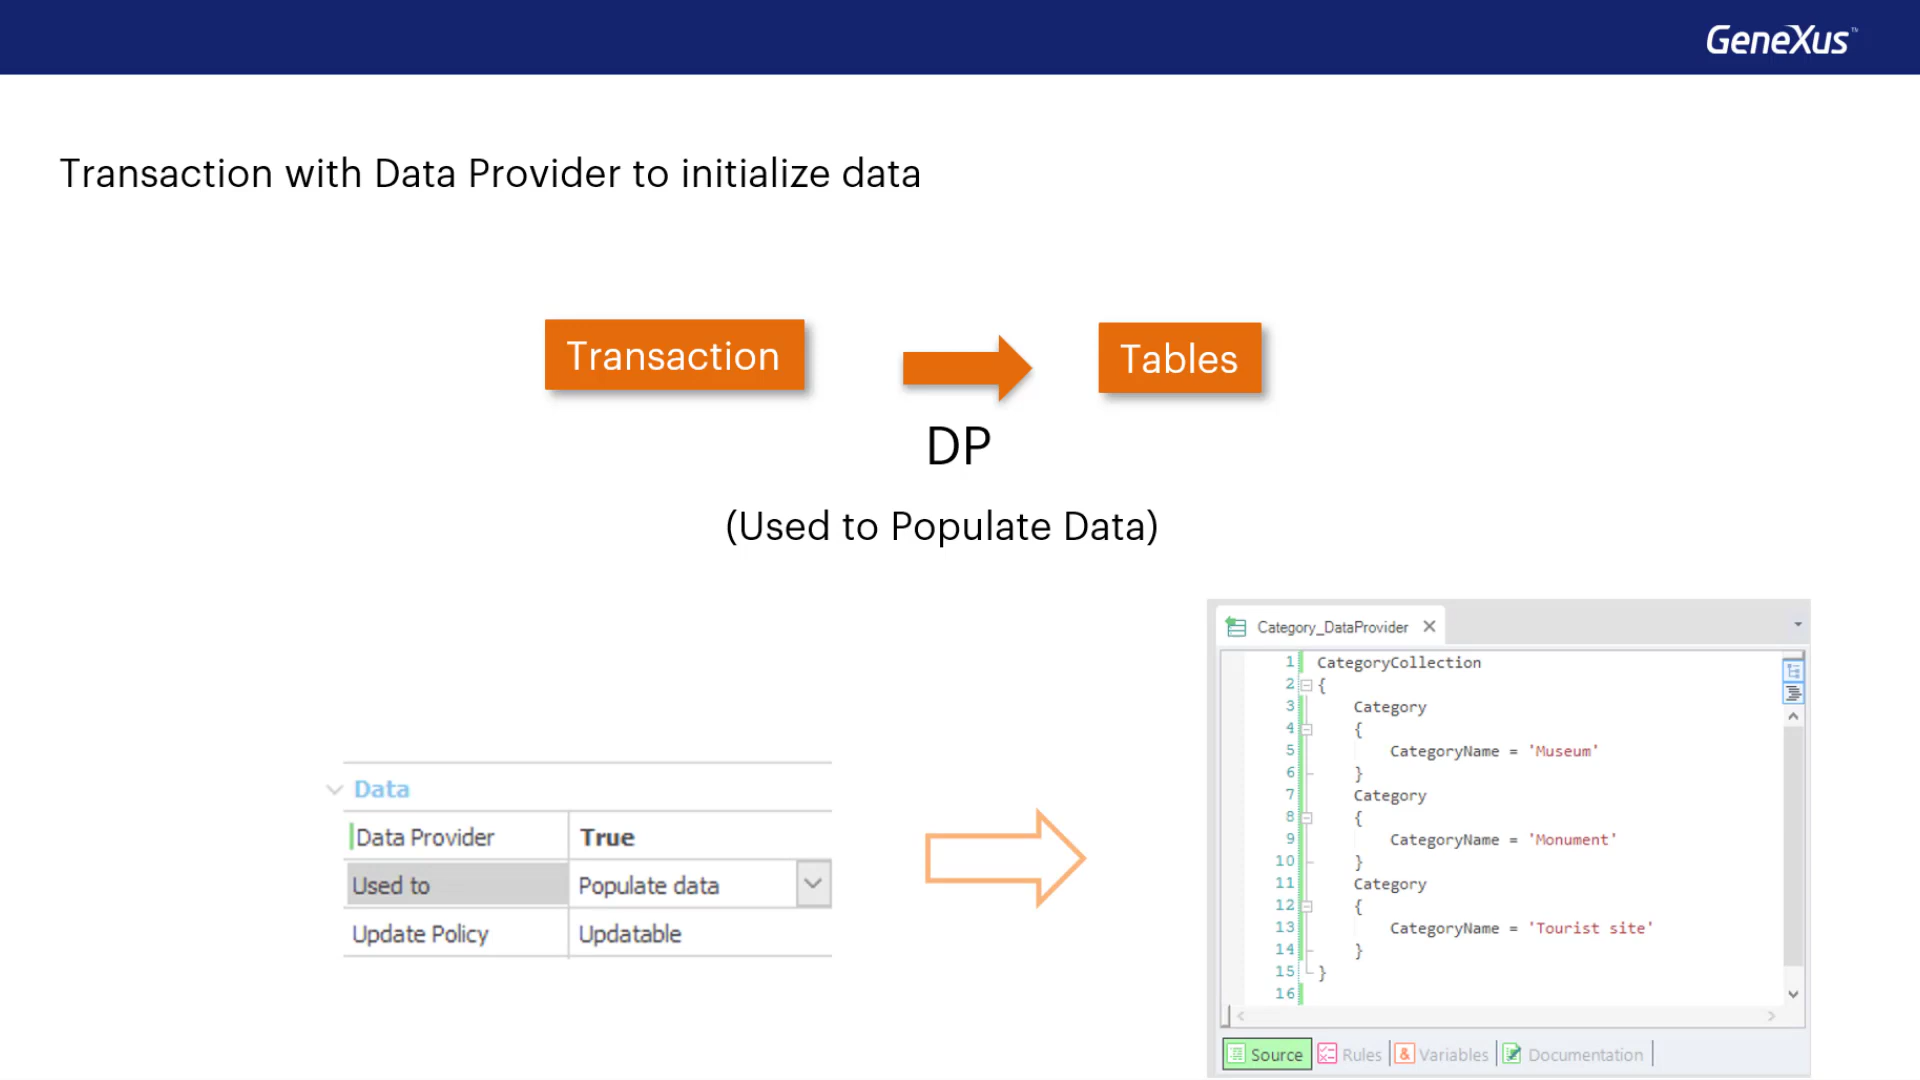 GeneXus™
Transaction with Data Provider to initialize data
Transaction
Tables
DP
(Used to Populate Data)
Data
Data Provider True
Used to Populate data
Update Policy Updatable
Category_DataProvider
1 CategoryCollection
2 {
3 Category
4 {
5 CategoryName = 'Museum'
6 }
7 Category
8 {
9 CategoryName = 'Monument'
10 }
11 Category
12 {
13 CategoryName = 'Tourist site'
14 }
15 }
16
Source Rules & Variables Documentation